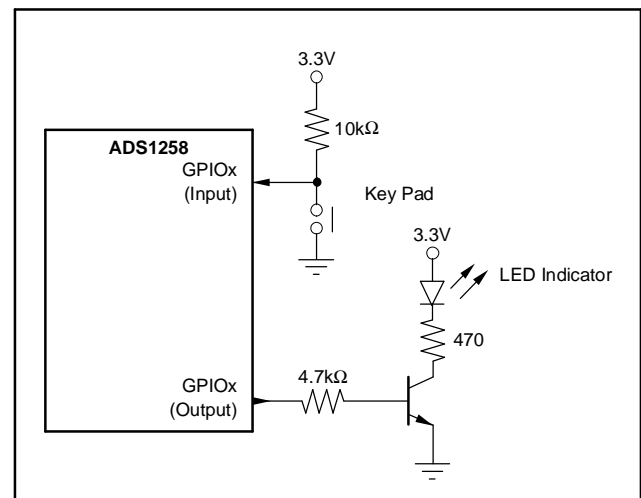 3.3V
10kΩ
ADS1258
GPIOx
(Input)
Key Pad
3.3V
LED Indicator
470
4.7kΩ
GPIOx
(Output)